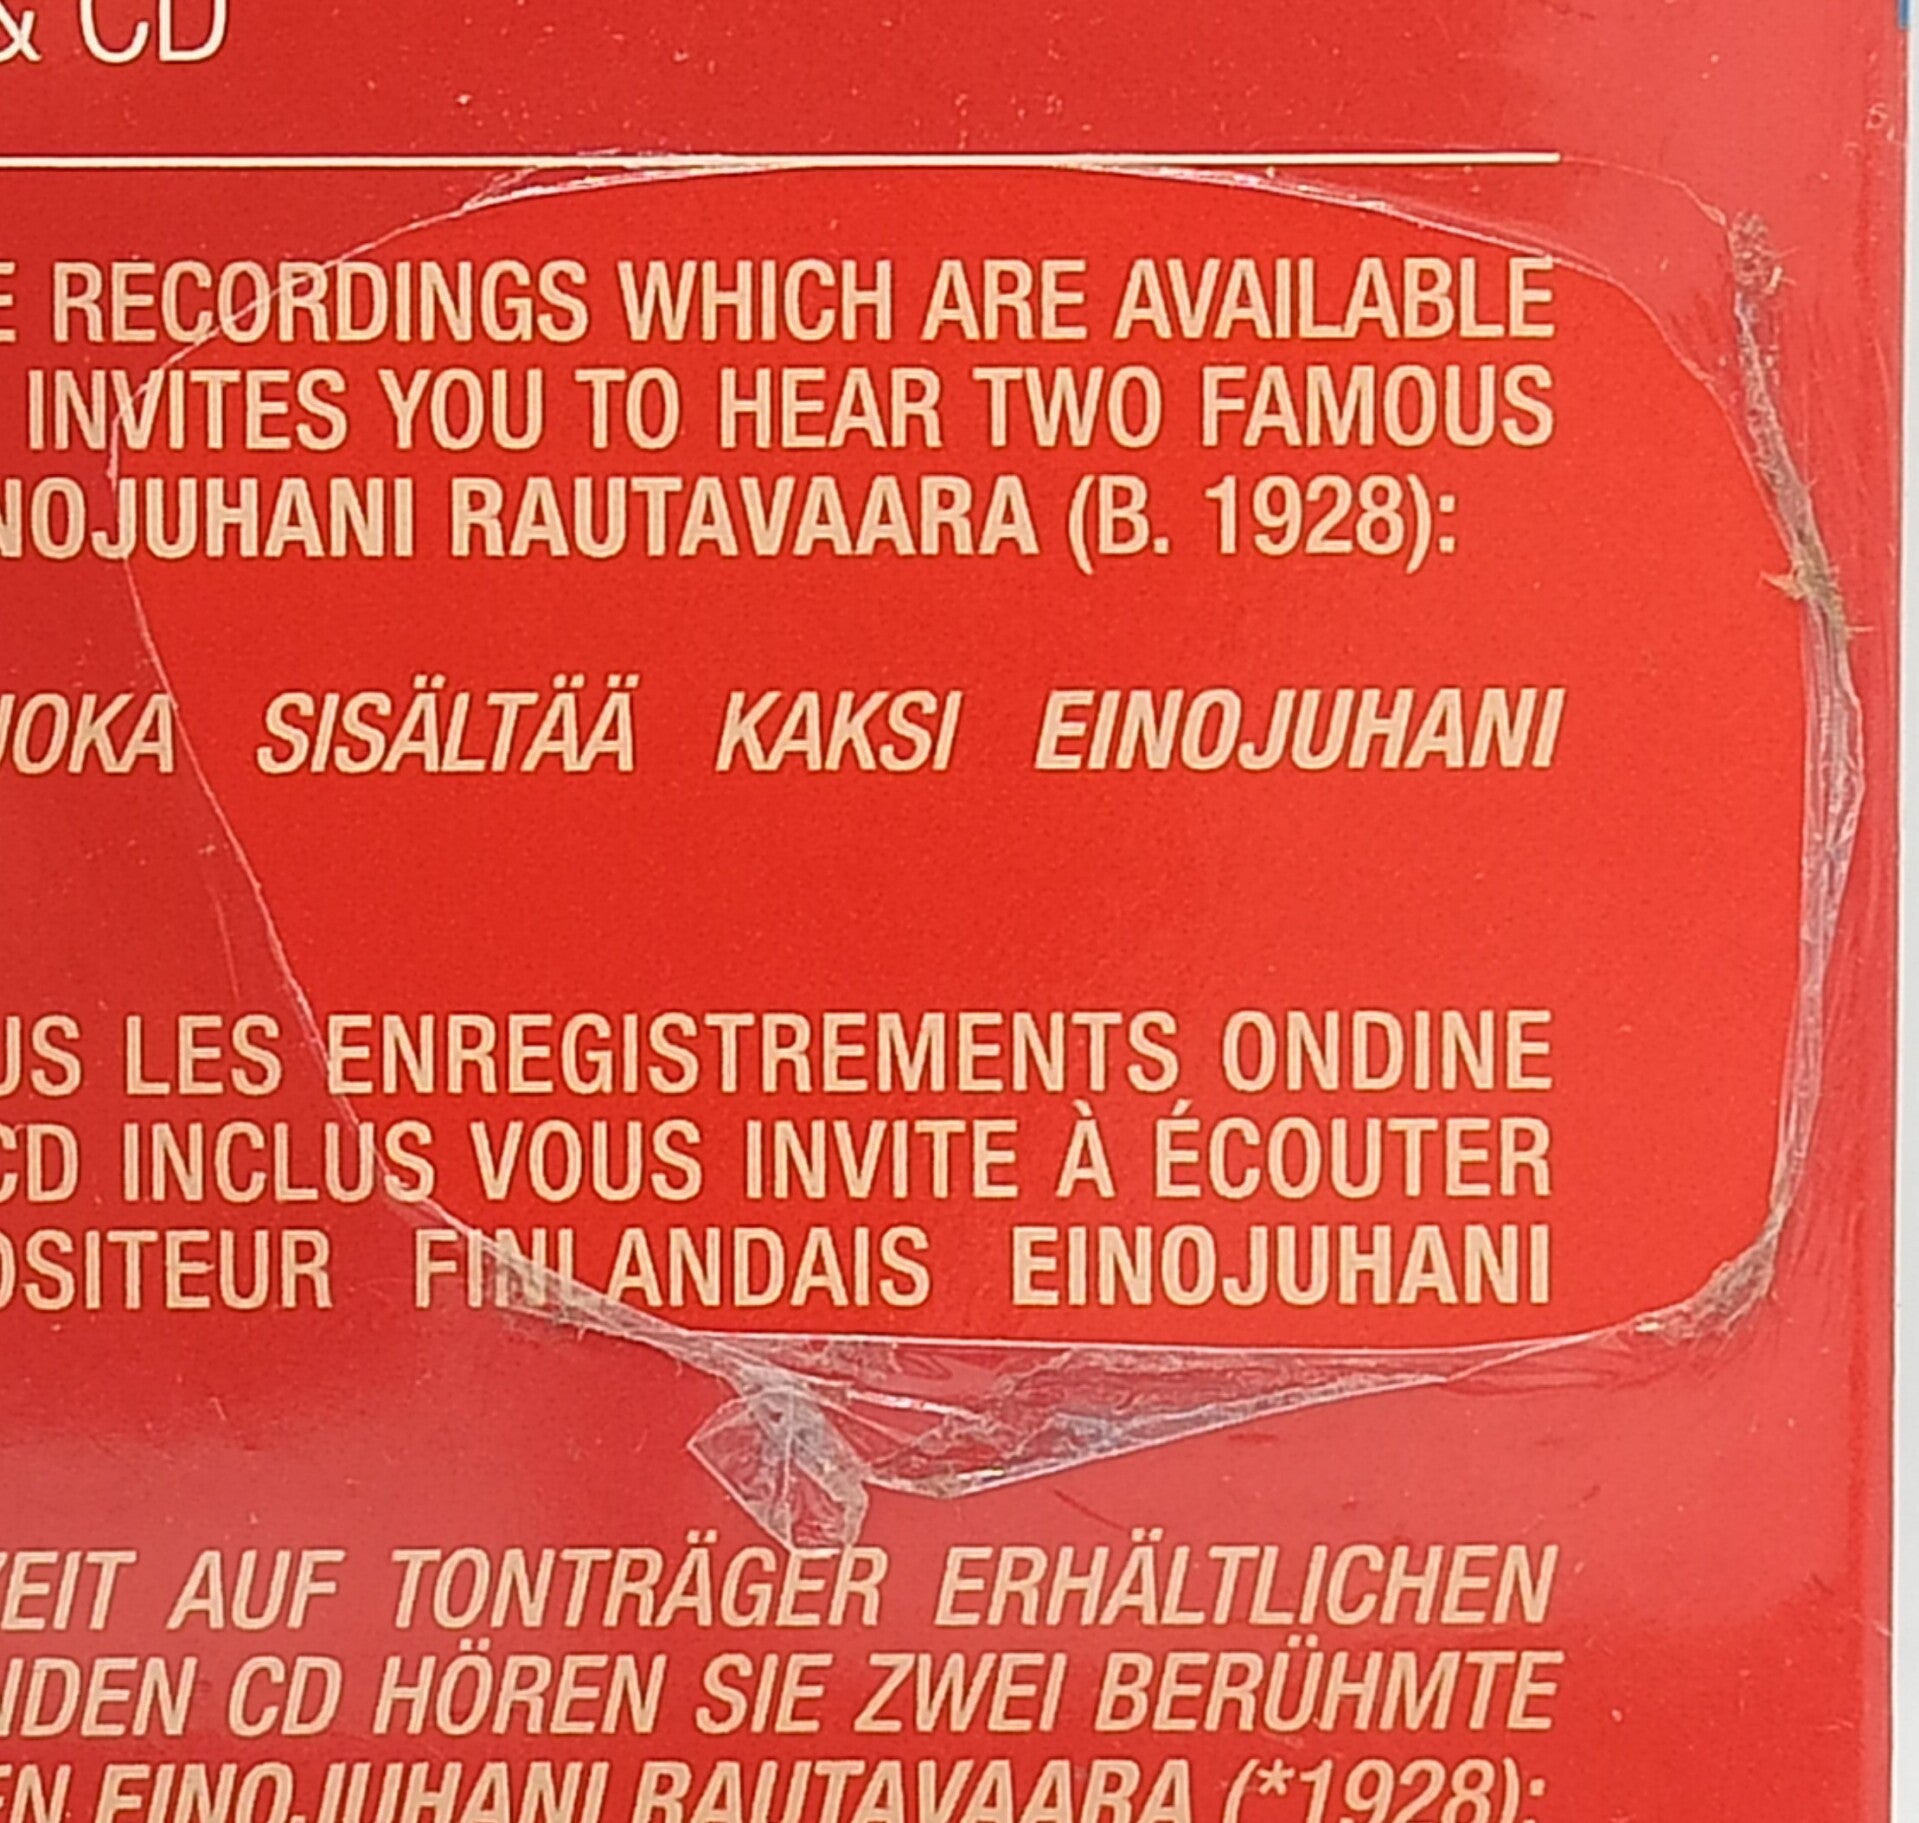 & CD
E RECORDINGS WHICH ARE AVAILABLE
INVITES YOU TO HEAR TWO FAMOUS
NOJUHANI RAUTAVAARA (B. 1928):
JOKA SISÄLTÄÄ KAKSI EINOJUHANI
US LES ENREGISTREMENTS ONDINE
CD INCLUS VOUS INVITE À ÉCOUTER
OSITEUR FINLANDAIS EINOJUHANI
ZEIT AUF TONTRÄGER ERHÄLTLICHEN
NDEN CD HÖREN SIE ZWEI BERÜHMTE
EN EINOJUHANI RAUTAVAARA (*1928):